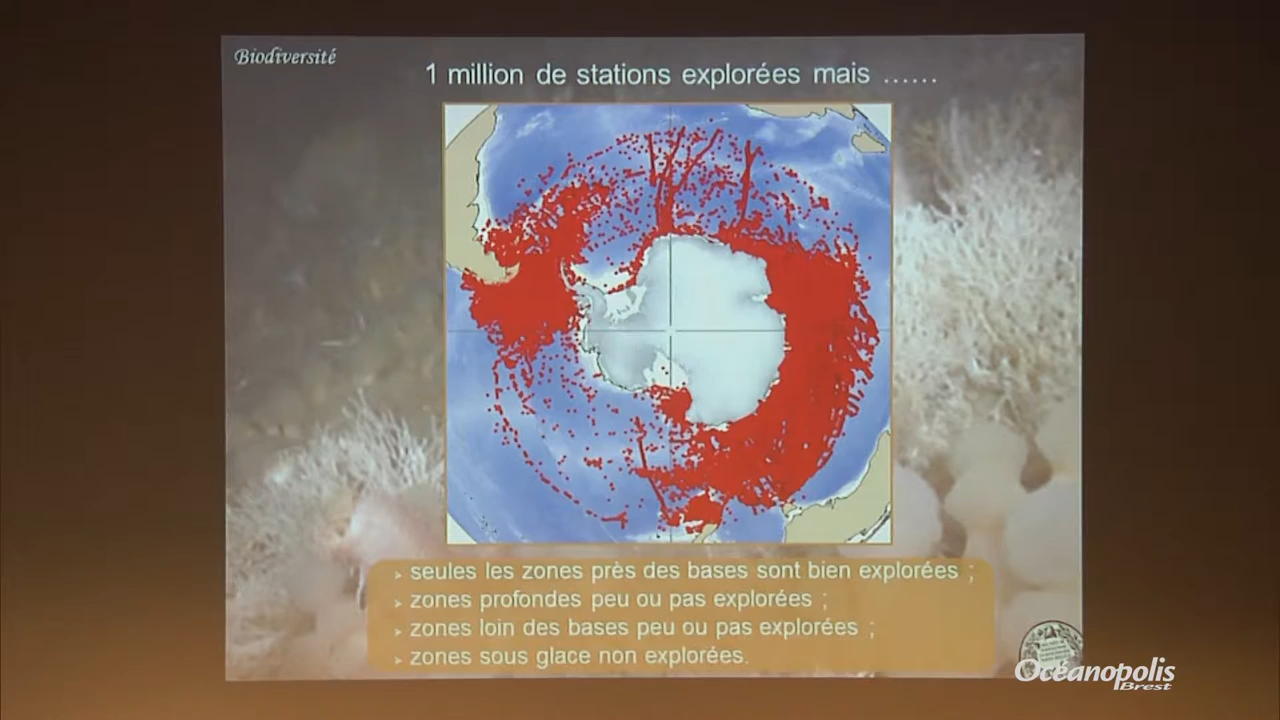 Biodiversité
1 million de stations explorées mais ......
➢ seules les zones près des bases sont bien explorées ;
➢ zones profondes peu ou pas explorées ;
➢ zones loin des bases peu ou pas explorées ;
➢ zones sous glace non explorées.
Océanopolis
Brest